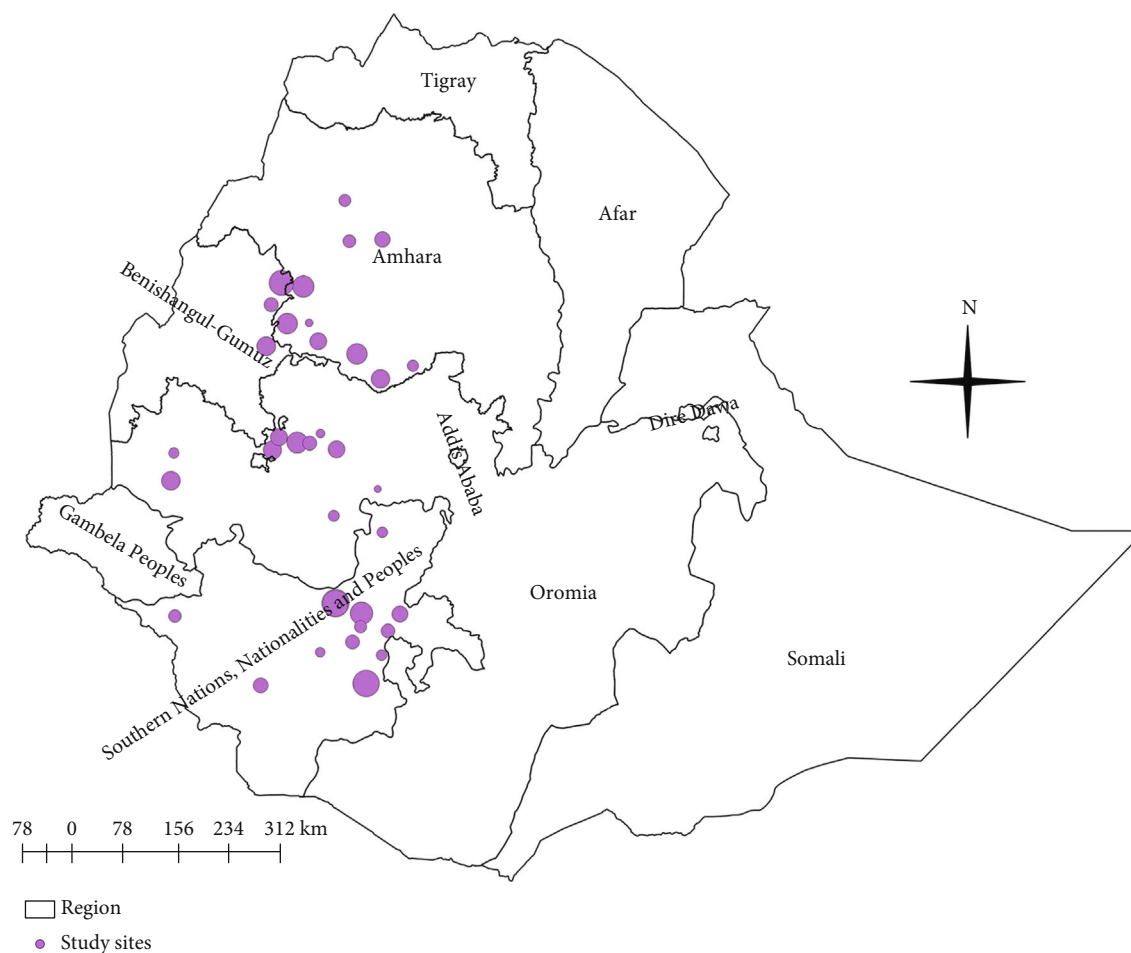 Tigray
Afar
Amhara
Benishangul-Gumuz
N
Dire Dawa
Addis Ababa
Gambela Peoples
Southern Nations, Nationalities and Peoples
Oromia
Somali
78 0 78 156 234 312 km
Region
Study sites